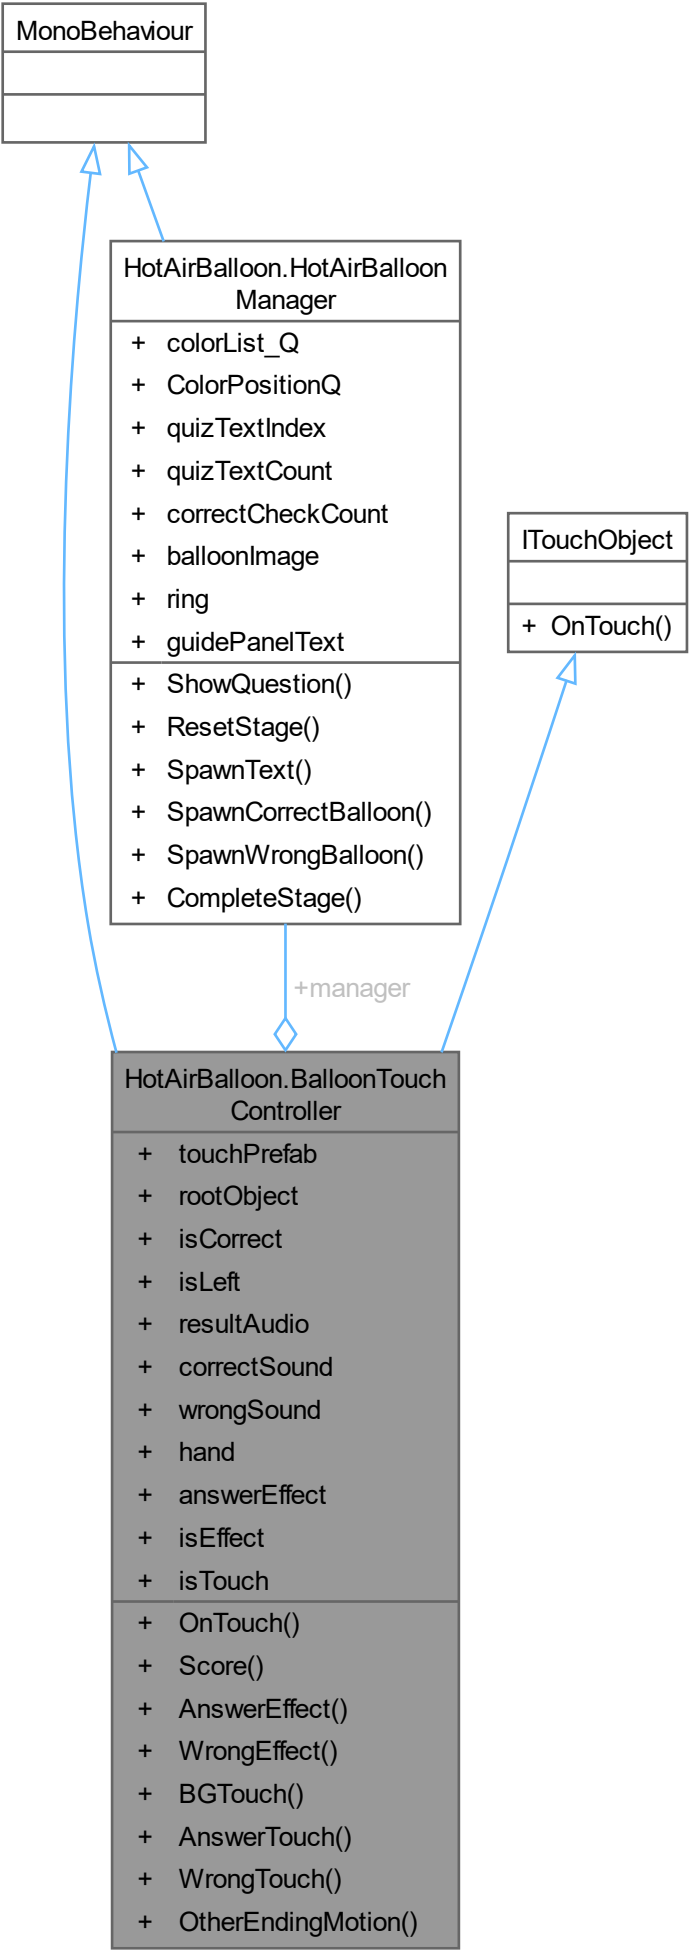 MonoBehaviour
HotAirBalloon.HotAirBalloon
Manager
+ colorList_Q
+ ColorPositionQ
+ quizTextIndex
+ quizTextCount
+ correctCheckCount
+ balloonImage
+ ring
+ guidePanelText
+ ShowQuestion()
+ ResetStage()
+ SpawnText()
+ SpawnCorrectBalloon()
+ SpawnWrongBalloon()
+ CompleteStage()
ITouchObject
+ OnTouch()
+manager
HotAirBalloon.BalloonTouch
Controller
+ touchPrefab
+ rootObject
+ isCorrect
+ isLeft
+ resultAudio
+ correctSound
+ wrongSound
+ hand
+ answerEffect
+ isEffect
+ isTouch
+ OnTouch()
+ Score()
+ AnswerEffect()
+ WrongEffect()
+ BGTouch()
+ AnswerTouch()
+ WrongTouch()
+ OtherEndingMotion()